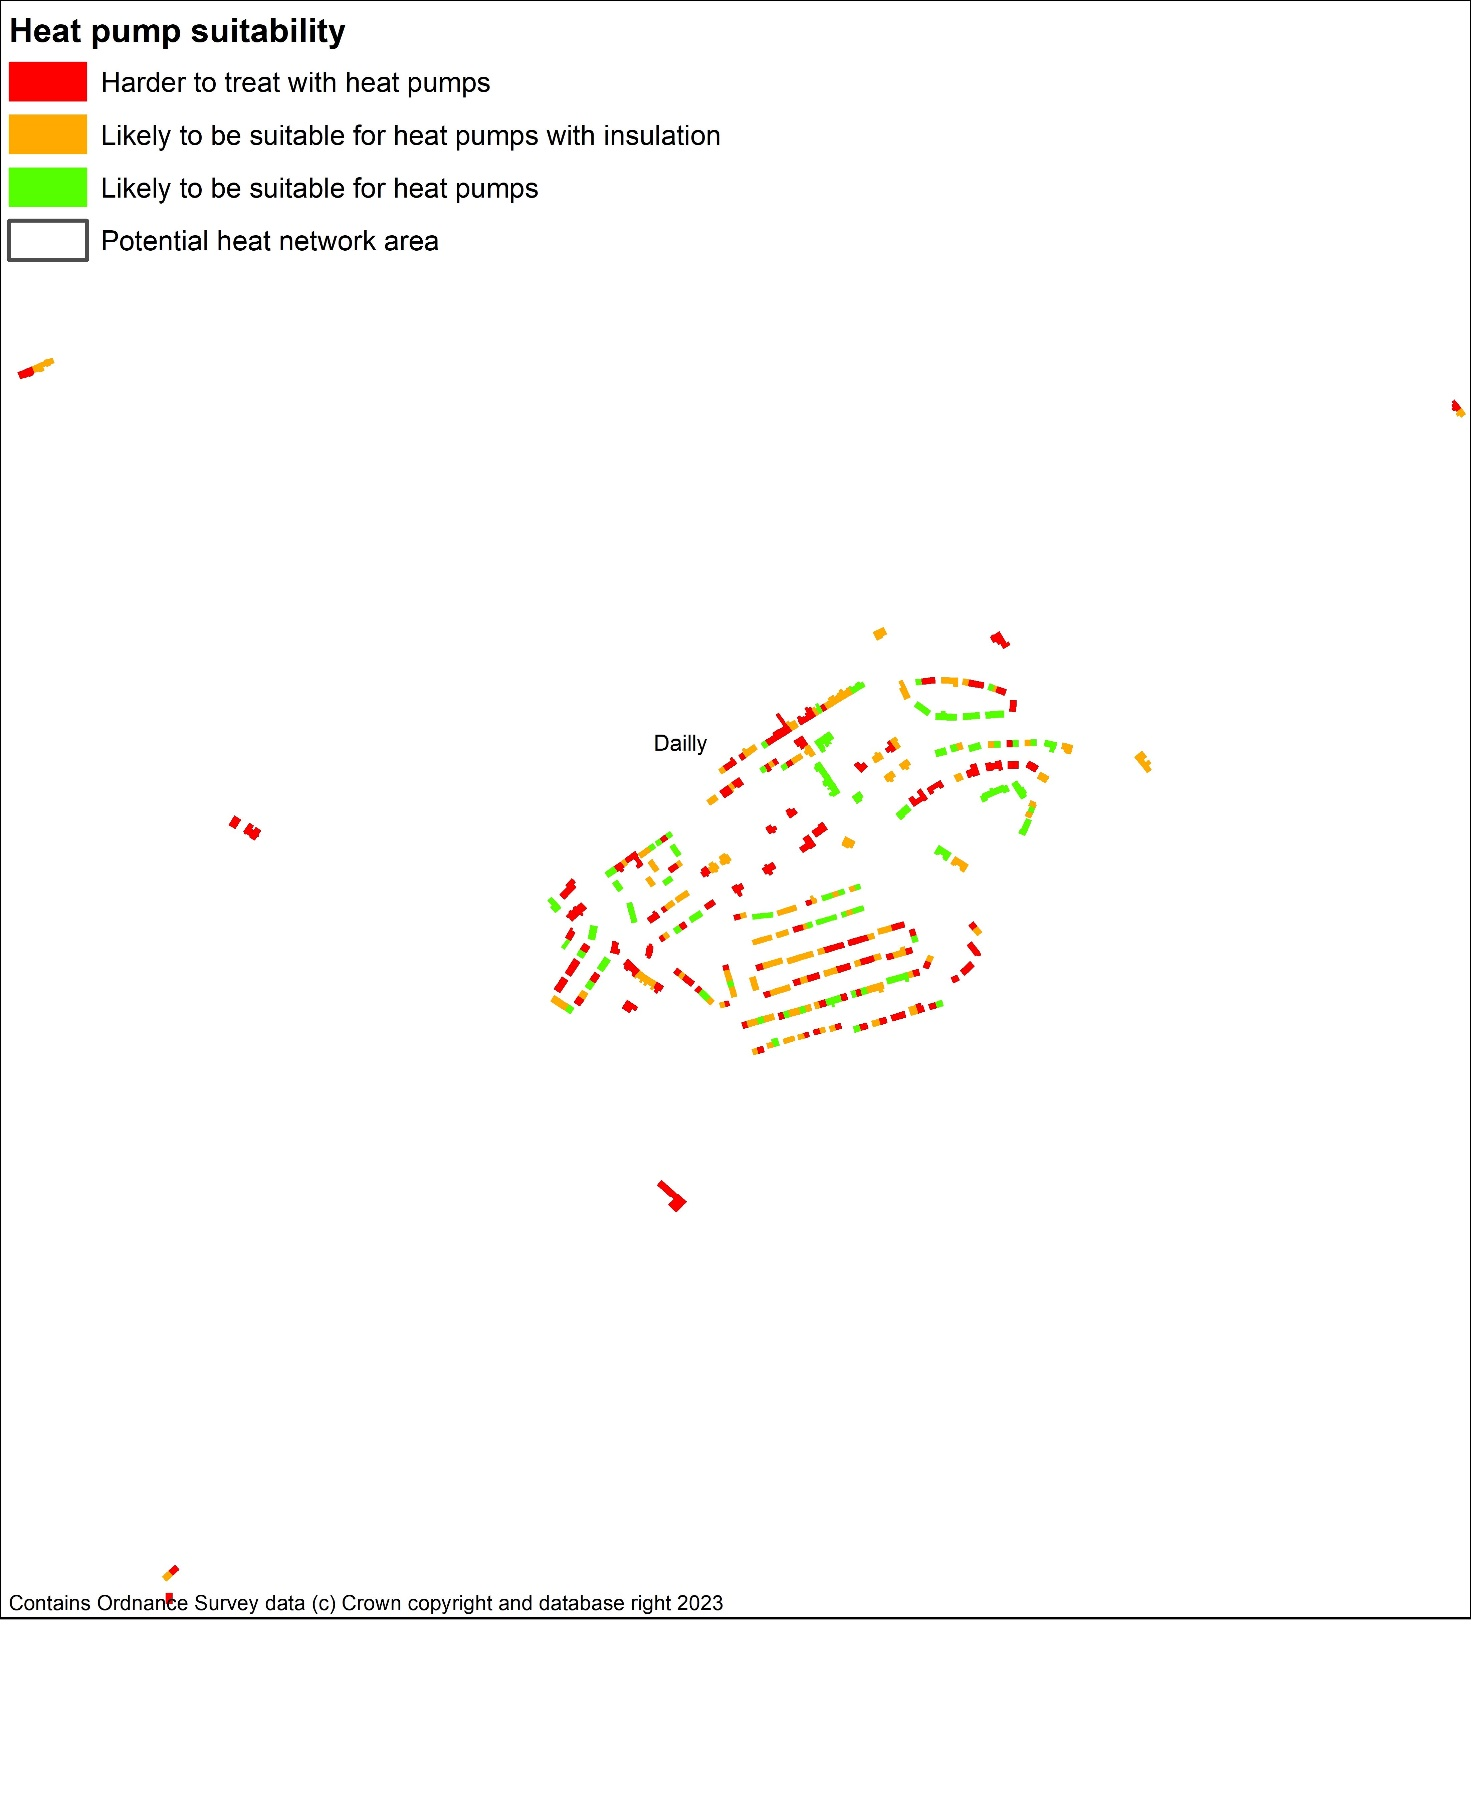 Heat pump suitability
Harder to treat with heat pumps
Likely to be suitable for heat pumps with insulation
Likely to be suitable for heat pumps
Potential heat network area
Dailly
Contains Ordnance Survey data (c) Crown copyright and database right 2023